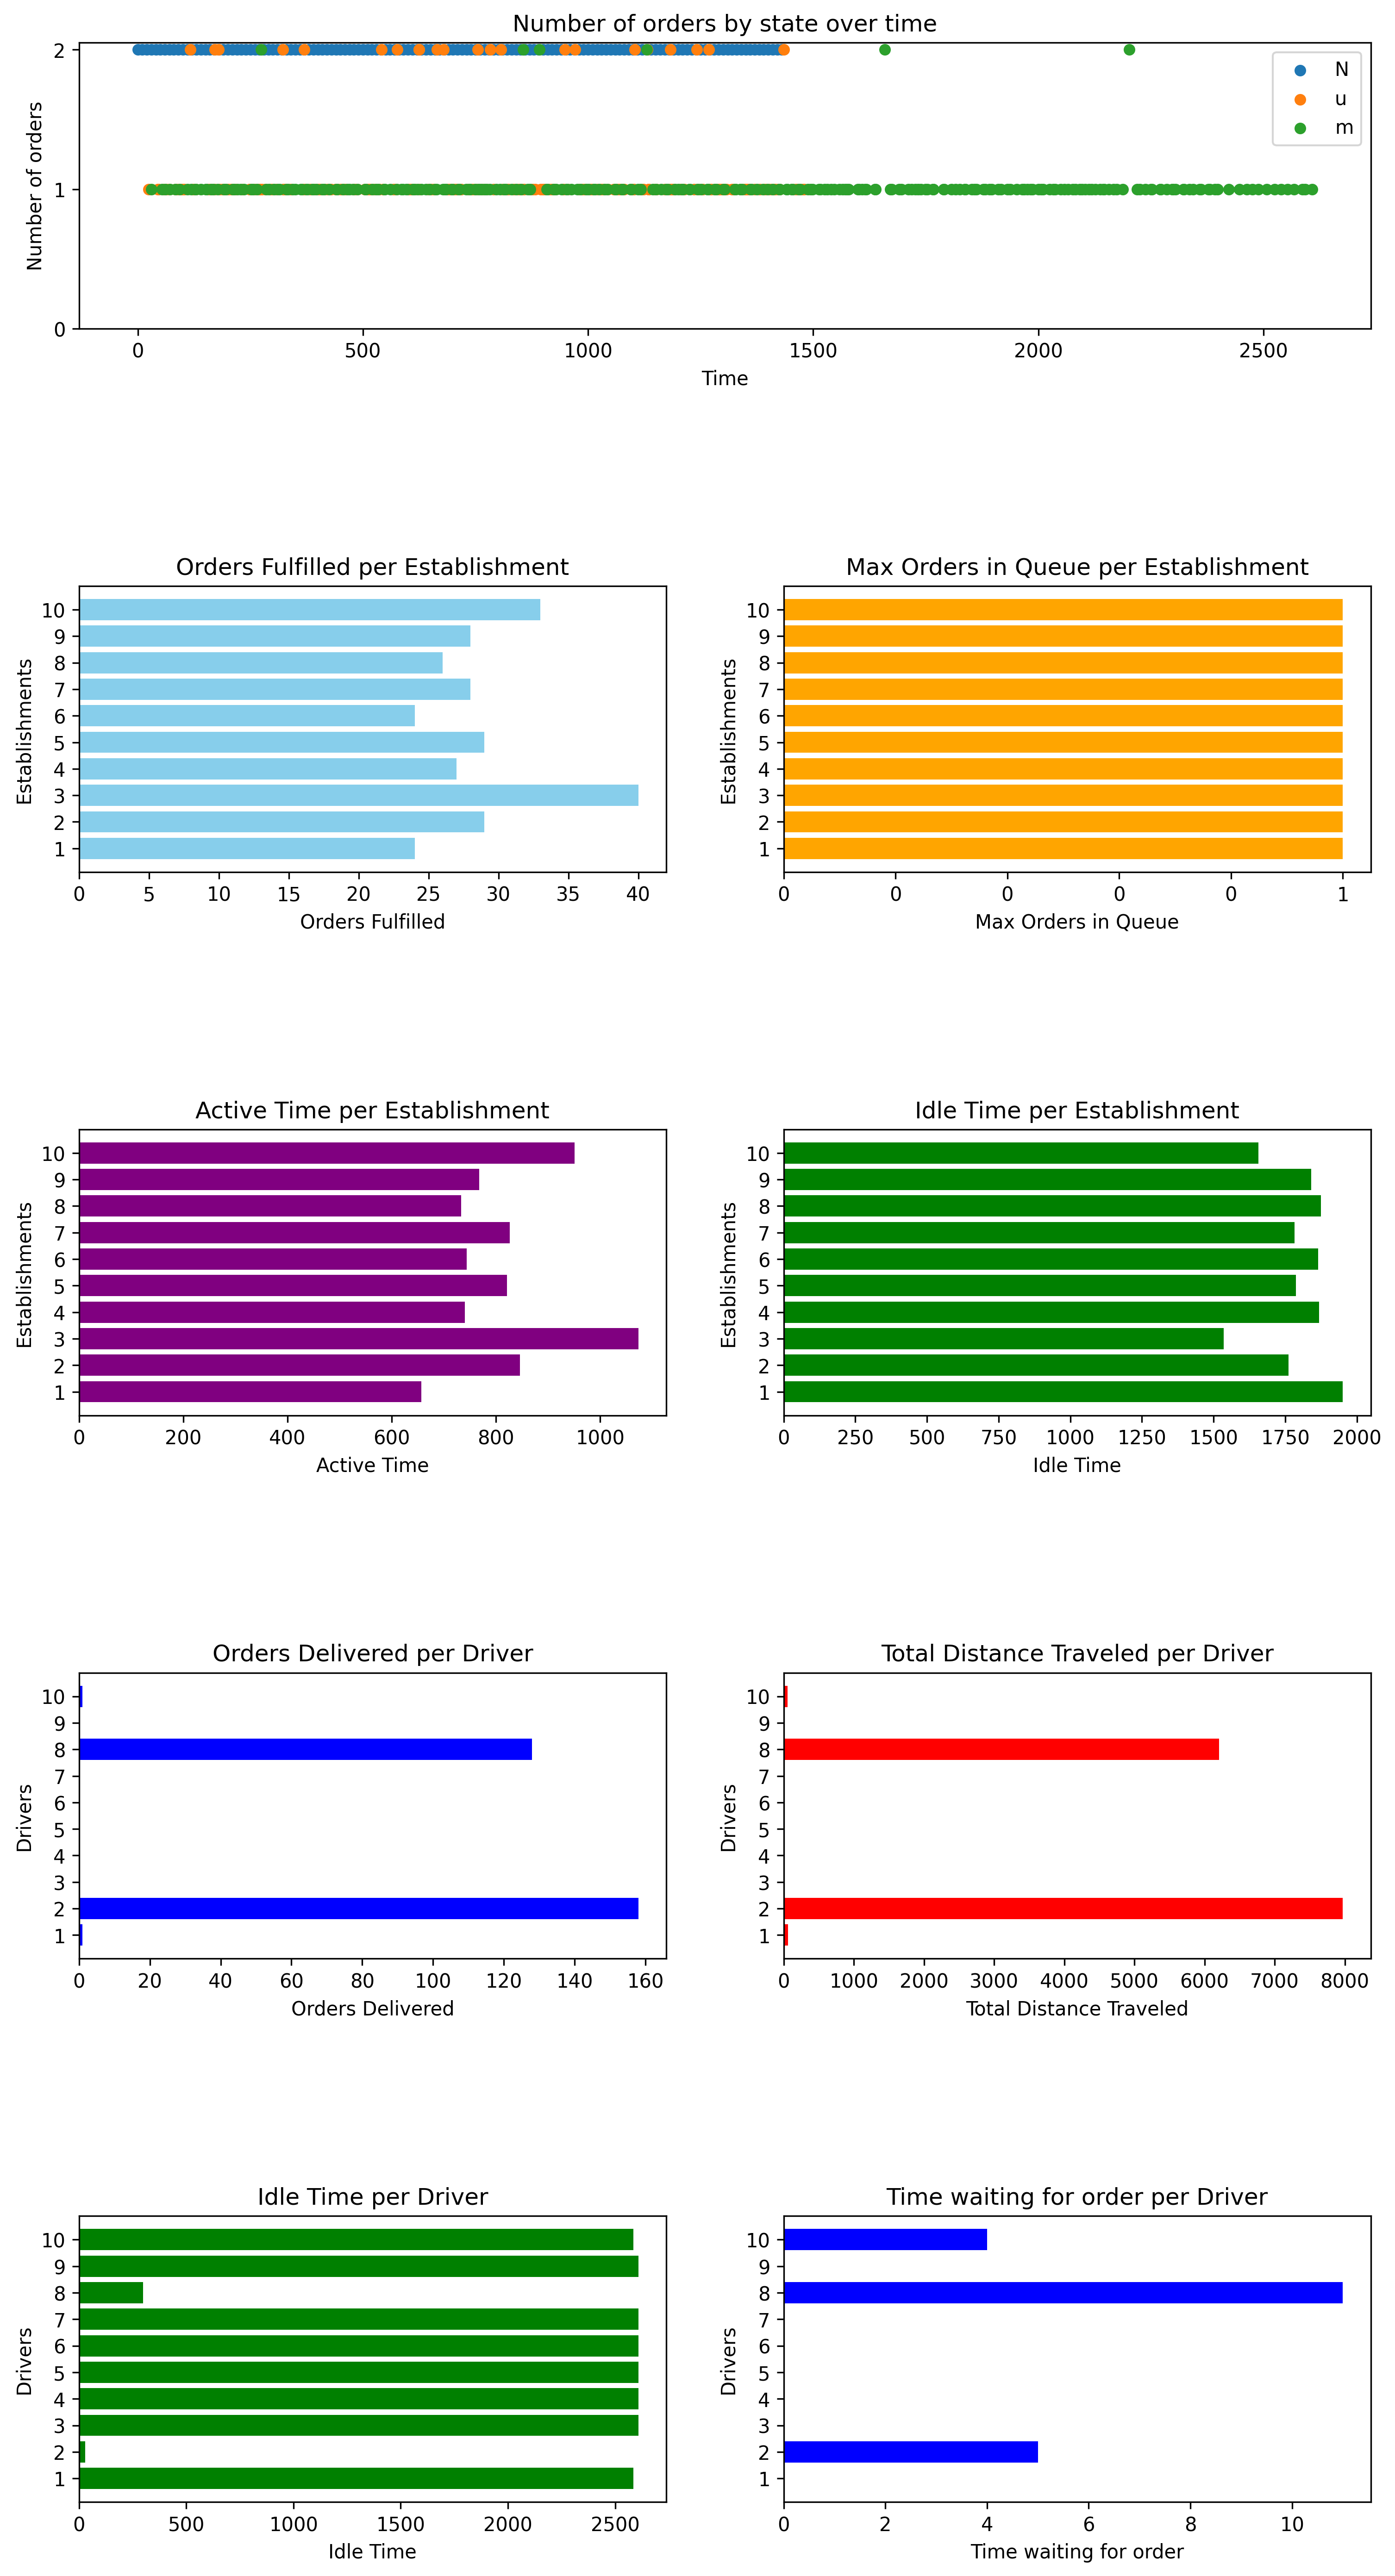 Number of orders by state over time
Number of orders
2
1
0
N
u
m
0 500 1000 1500 2000 2500
Time
Orders Fulfilled per Establishment
Establishments
10
9
8
7
6
5
4
3
2
1
0 5 10 15 20 25 30 35 40
Orders Fulfilled
Max Orders in Queue per Establishment
Establishments
10
9
8
7
6
5
4
3
2
1
0 0 0 0 0 1
Max Orders in Queue
Active Time per Establishment
Establishments
10
9
8
7
6
5
4
3
2
1
0 200 400 600 800 1000
Active Time
Idle Time per Establishment
Establishments
10
9
8
7
6
5
4
3
2
1
0 250 500 750 1000 1250 1500 1750 2000
Idle Time
Orders Delivered per Driver
Drivers
10
9
8
7
6
5
4
3
2
1
0 20 40 60 80 100 120 140 160
Orders Delivered
Total Distance Traveled per Driver
Drivers
10
9
8
7
6
5
4
3
2
1
0 1000 2000 3000 4000 5000 6000 7000 8000
Total Distance Traveled
Idle Time per Driver
Drivers
10
9
8
7
6
5
4
3
2
1
0 500 1000 1500 2000 2500
Idle Time
Time waiting for order per Driver
Drivers
10
9
8
7
6
5
4
3
2
1
0 2 4 6 8 10
Time waiting for order